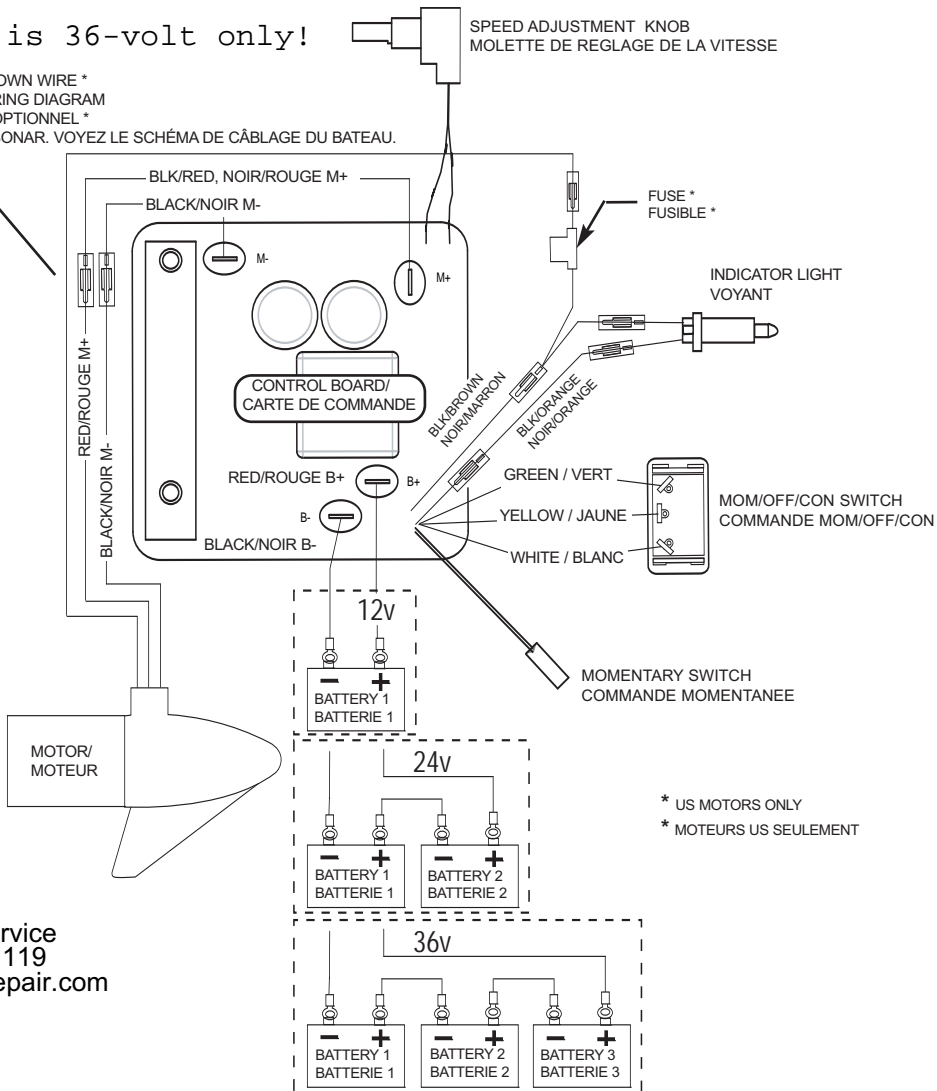 is 36-volt only!
SPEED ADJUSTMENT KNOB
MOLETTE DE REGLAGE DE LA VITESSE
OWN WIRE *
RING DIAGRAM
OPTIONNEL *
SONAR. VOYEZ LE SCHÉMA DE CÂBLAGE DU BATEAU.
BLK/RED, NOIR/ROUGE M+
BLACK/NOIR M-
FUSE *
FUSIBLE *
M-
M+
INDICATOR LIGHT
VOYANT
RED/ROUGE M+
BLACK/NOIR M-
CONTROL BOARD/
CARTE DE COMMANDE
BLK/BROWN
NOIR/MARRON
BLK/ORANGE
NOIR/ORANGE
RED/ROUGE B+
B+
B-
BLACK/NOIR B-
GREEN / VERT
YELLOW / JAUNE
WHITE / BLANC
MOM/OFF/CON SWITCH
COMMANDE MOM/OFF/CON
12v
- +
BATTERY 1
BATTERIE 1
MOMENTARY SWITCH
COMMANDE MOMENTANEE
MOTOR/
MOTEUR
24v
- +
BATTERY 1
BATTERIE 1
- +
BATTERY 2
BATTERIE 2
* US MOTORS ONLY
* MOTEURS US SEULEMENT
rvice
119
epair.com
36v
- +
BATTERY 1
BATTERIE 1
- +
BATTERY 2
BATTERIE 2
- +
BATTERY 3
BATTERIE 3